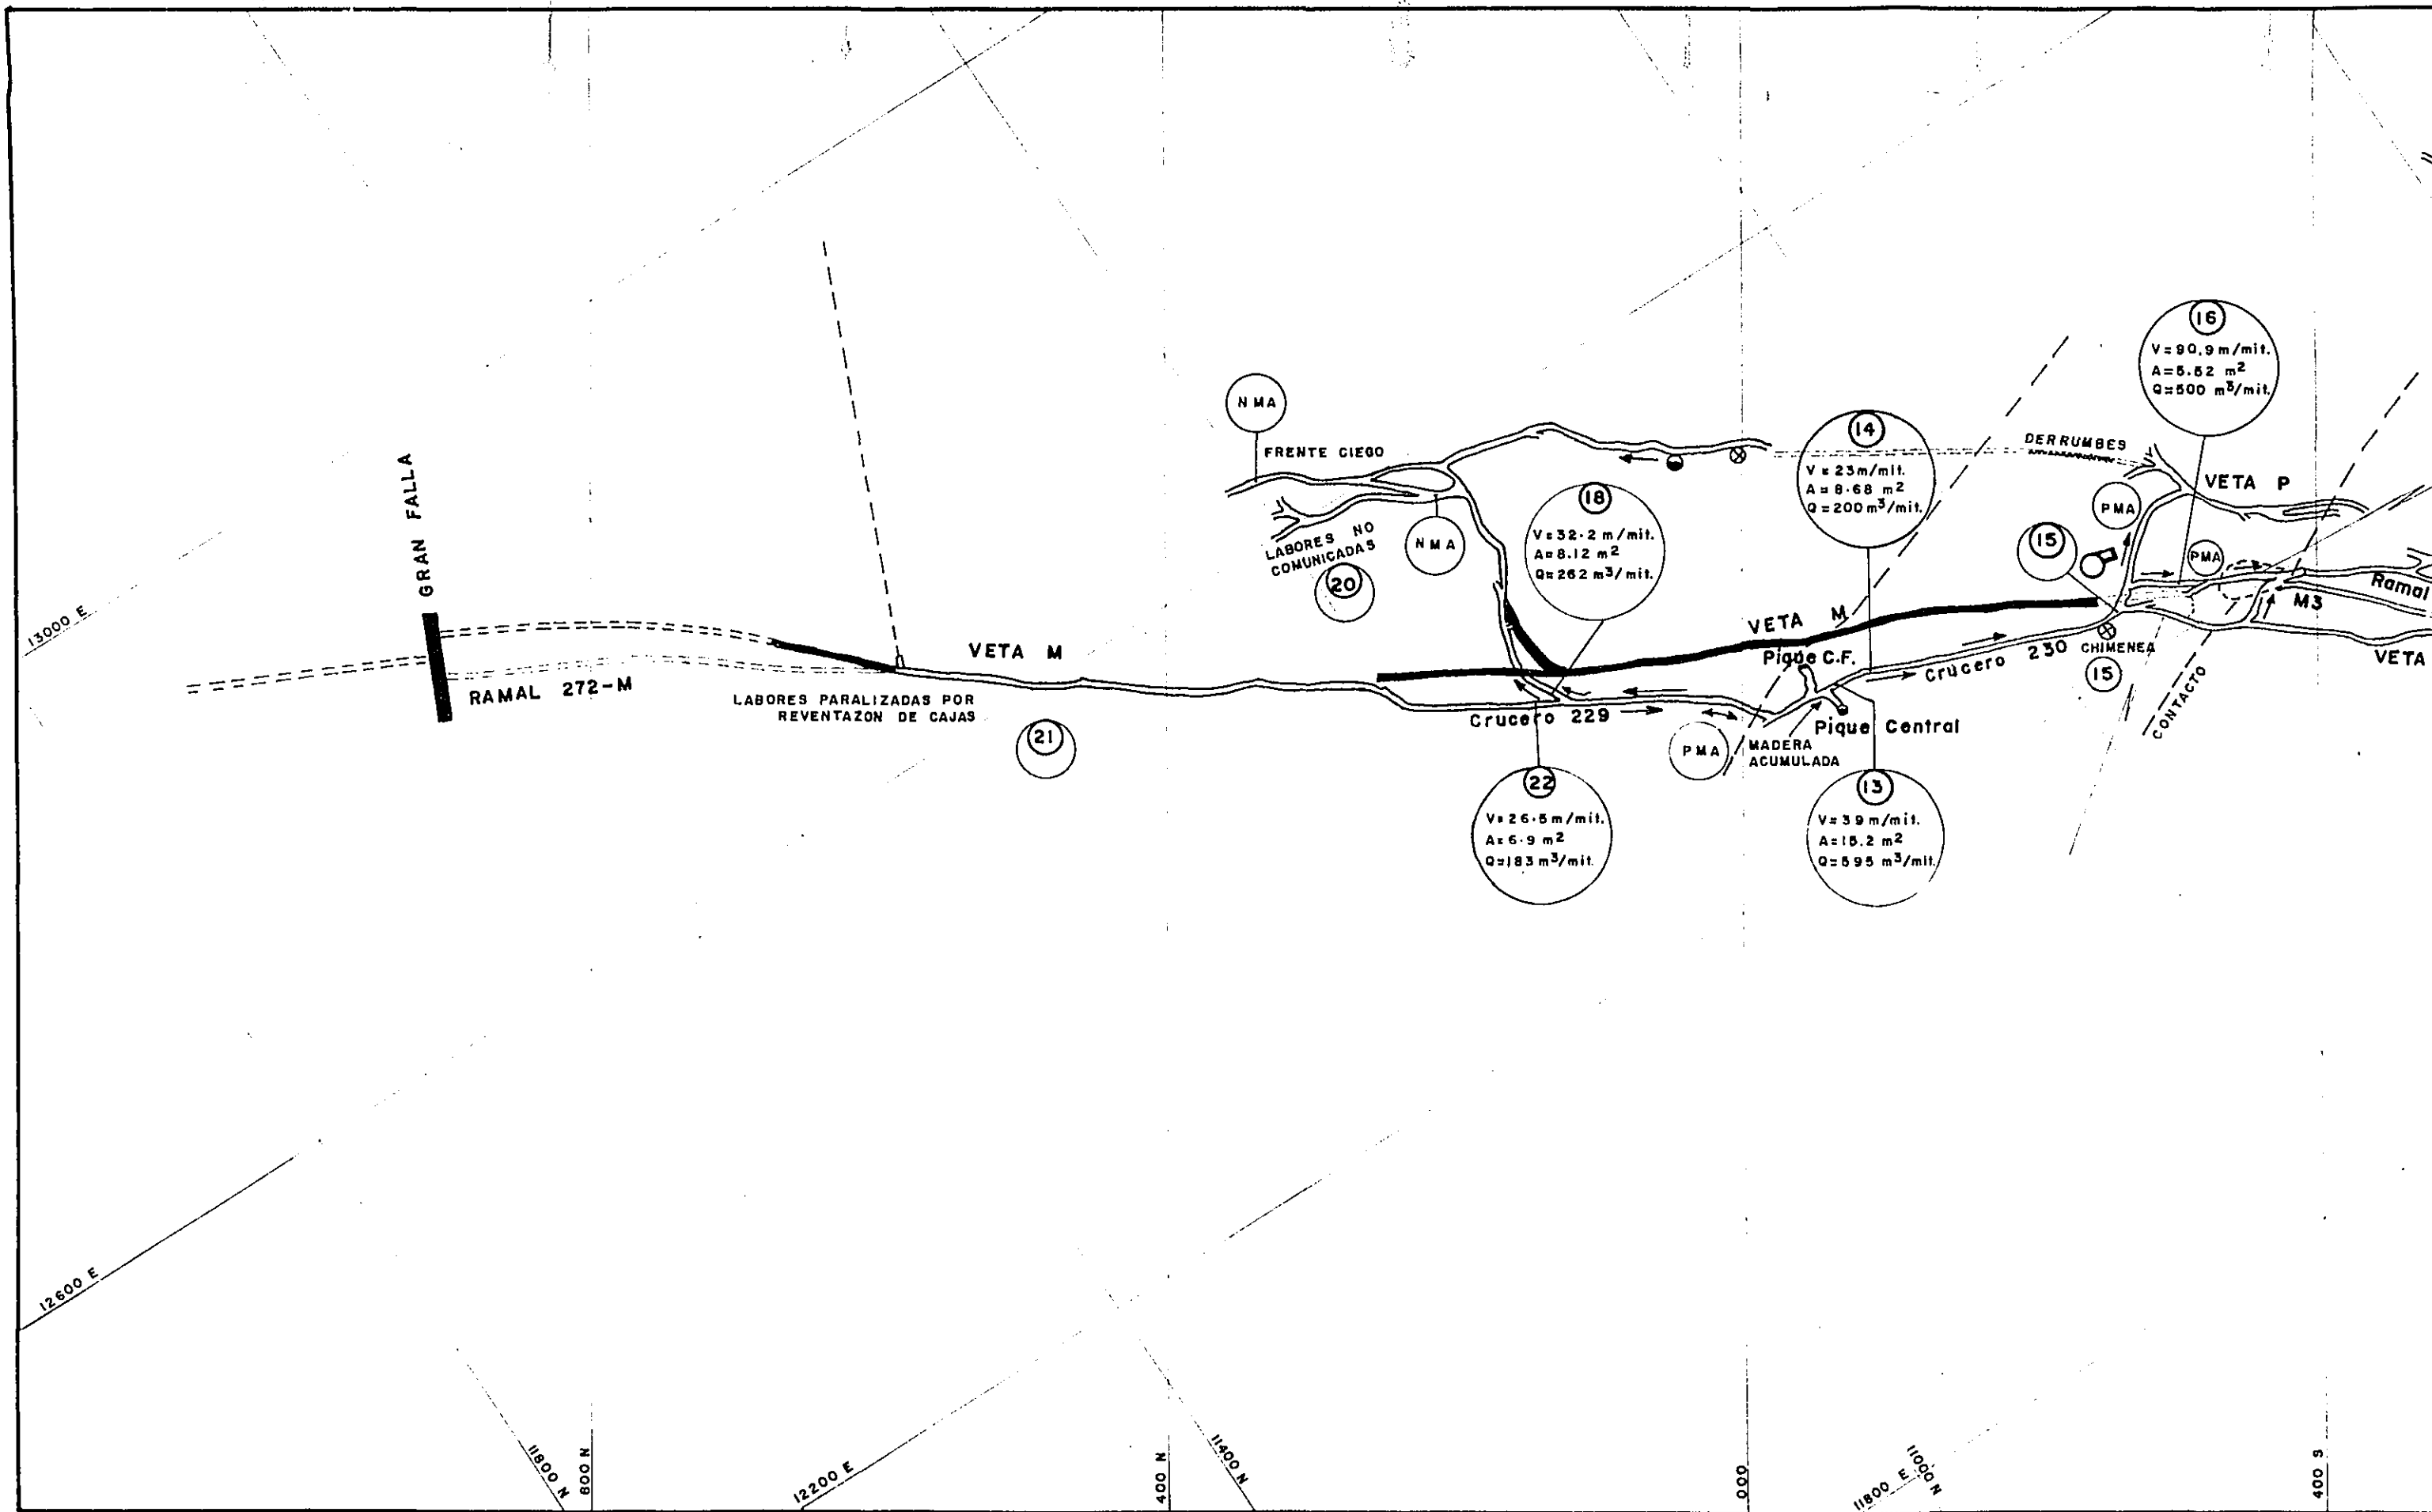 16
V=90.9 m/mit.
A=5.52 m²
Q=500 m³/mit.
NMA
14
V=23m/mit.
A=8.68 m²
Q=200 m³/mit.
DERRUMBES
FRENTE CIEGO
VETA P
18
V=32.2 m/mit.
A=8.12 m²
Q=262 m³/mit.
PMA
GRAN FALLA
LABORES NO
COMUNICADAS
NMA
15
PMA
20
Ramal
M3
13000 E
VETA M
VETA M
Pique C.F.
Crucero 230
CHIMENEA
15
VETA
RAMAL 272-M
LABORES PARALIZADAS POR
REVENTAZON DE CAJAS
CONTACTO
Crucero 229
Pique Central
21
PMA
MADERA
ACUMULADA
22
V=26.5 m/mit.
A=6.9 m²
Q=183 m³/mit.
13
V=39 m/mit.
A=15.2 m²
Q=595 m³/mit.
12600 E
11800 N
800 N
12200 E
400 N
11400 N
000
11800 E
11000 N
400 S